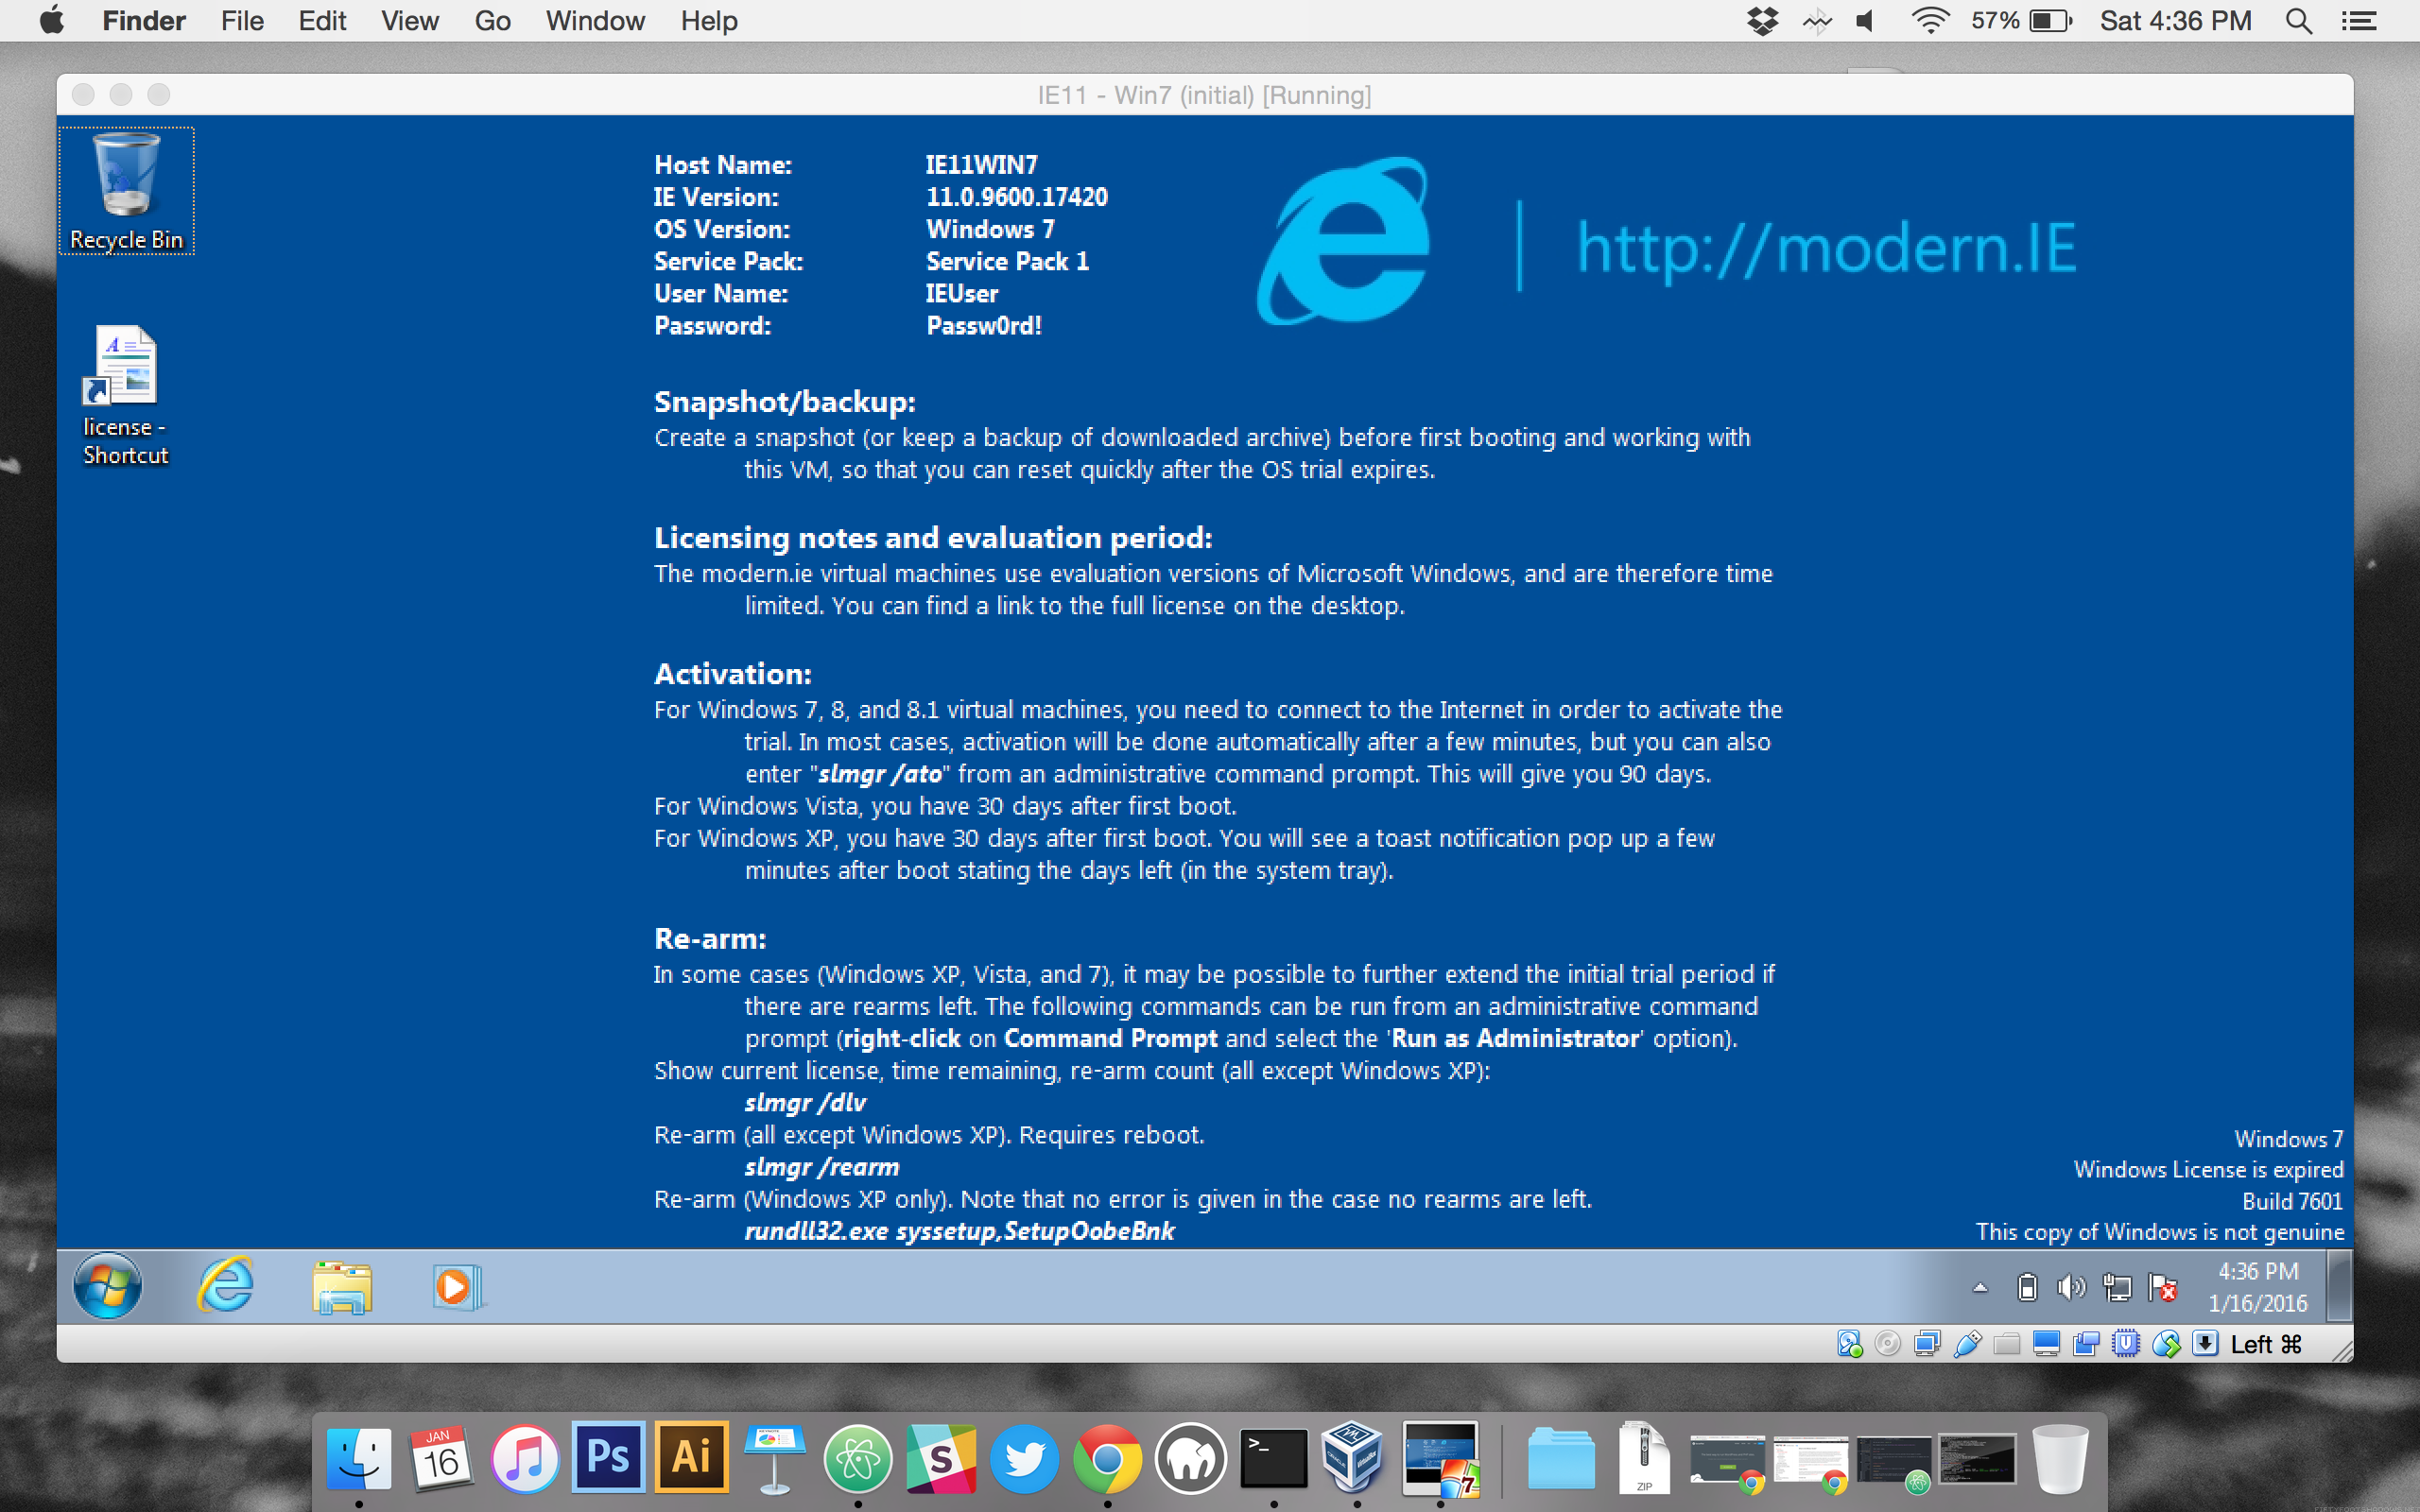 Finder File Edit View Go Window Help 57% Sat 4:36 PM
IE11 - Win7 (initial) [Running]
Recycle Bin
license -
Shortcut
Host Name: IE11WIN7
IE Version: 11.0.9600.17420
OS Version: Windows 7
Service Pack: Service Pack 1
User Name: IEUser
Password: Passw0rd!
http://modern.IE
Snapshot/backup:
Create a snapshot (or keep a backup of downloaded archive) before first booting and working with
this VM, so that you can reset quickly after the OS trial expires.
Licensing notes and evaluation period:
The modern.ie virtual machines use evaluation versions of Microsoft Windows, and are therefore time
limited. You can find a link to the full license on the desktop.
Activation:
For Windows 7, 8, and 8.1 virtual machines, you need to connect to the Internet in order to activate the
trial. In most cases, activation will be done automatically after a few minutes, but you can also
enter "slmgr /ato" from an administrative command prompt. This will give you 90 days.
For Windows Vista, you have 30 days after first boot.
For Windows XP, you have 30 days after first boot. You will see a toast notification pop up a few
minutes after boot stating the days left (in the system tray).
Re-arm:
In some cases (Windows XP, Vista, and 7), it may be possible to further extend the initial trial period if
there are rearms left. The following commands can be run from an administrative command
prompt (right-click on Command Prompt and select the 'Run as Administrator' option).
Show current license, time remaining, re-arm count (all except Windows XP):
slmgr /dlv
Re-arm (all except Windows XP). Requires reboot.
slmgr /rearm
Re-arm (Windows XP only). Note that no error is given in the case no rearms are left.
rundll32.exe syssetup,SetupOobeBnk
Windows 7
Windows License is expired
Build 7601
This copy of Windows is not genuine
4:36 PM
1/16/2016
Left ⌘
JAN
16
Ps
Ai
S
>_
7
ZIP